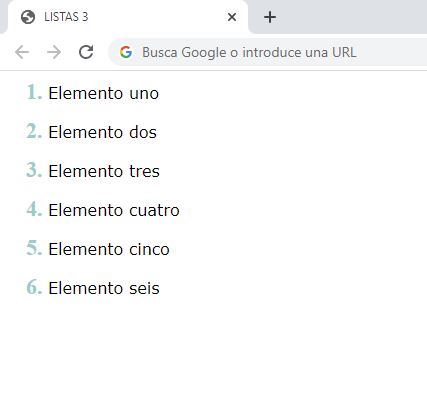 LISTAS 3
Busca Google o introduce una URL
1. Elemento uno
2. Elemento dos
3. Elemento tres
4. Elemento cuatro
5. Elemento cinco
6. Elemento seis